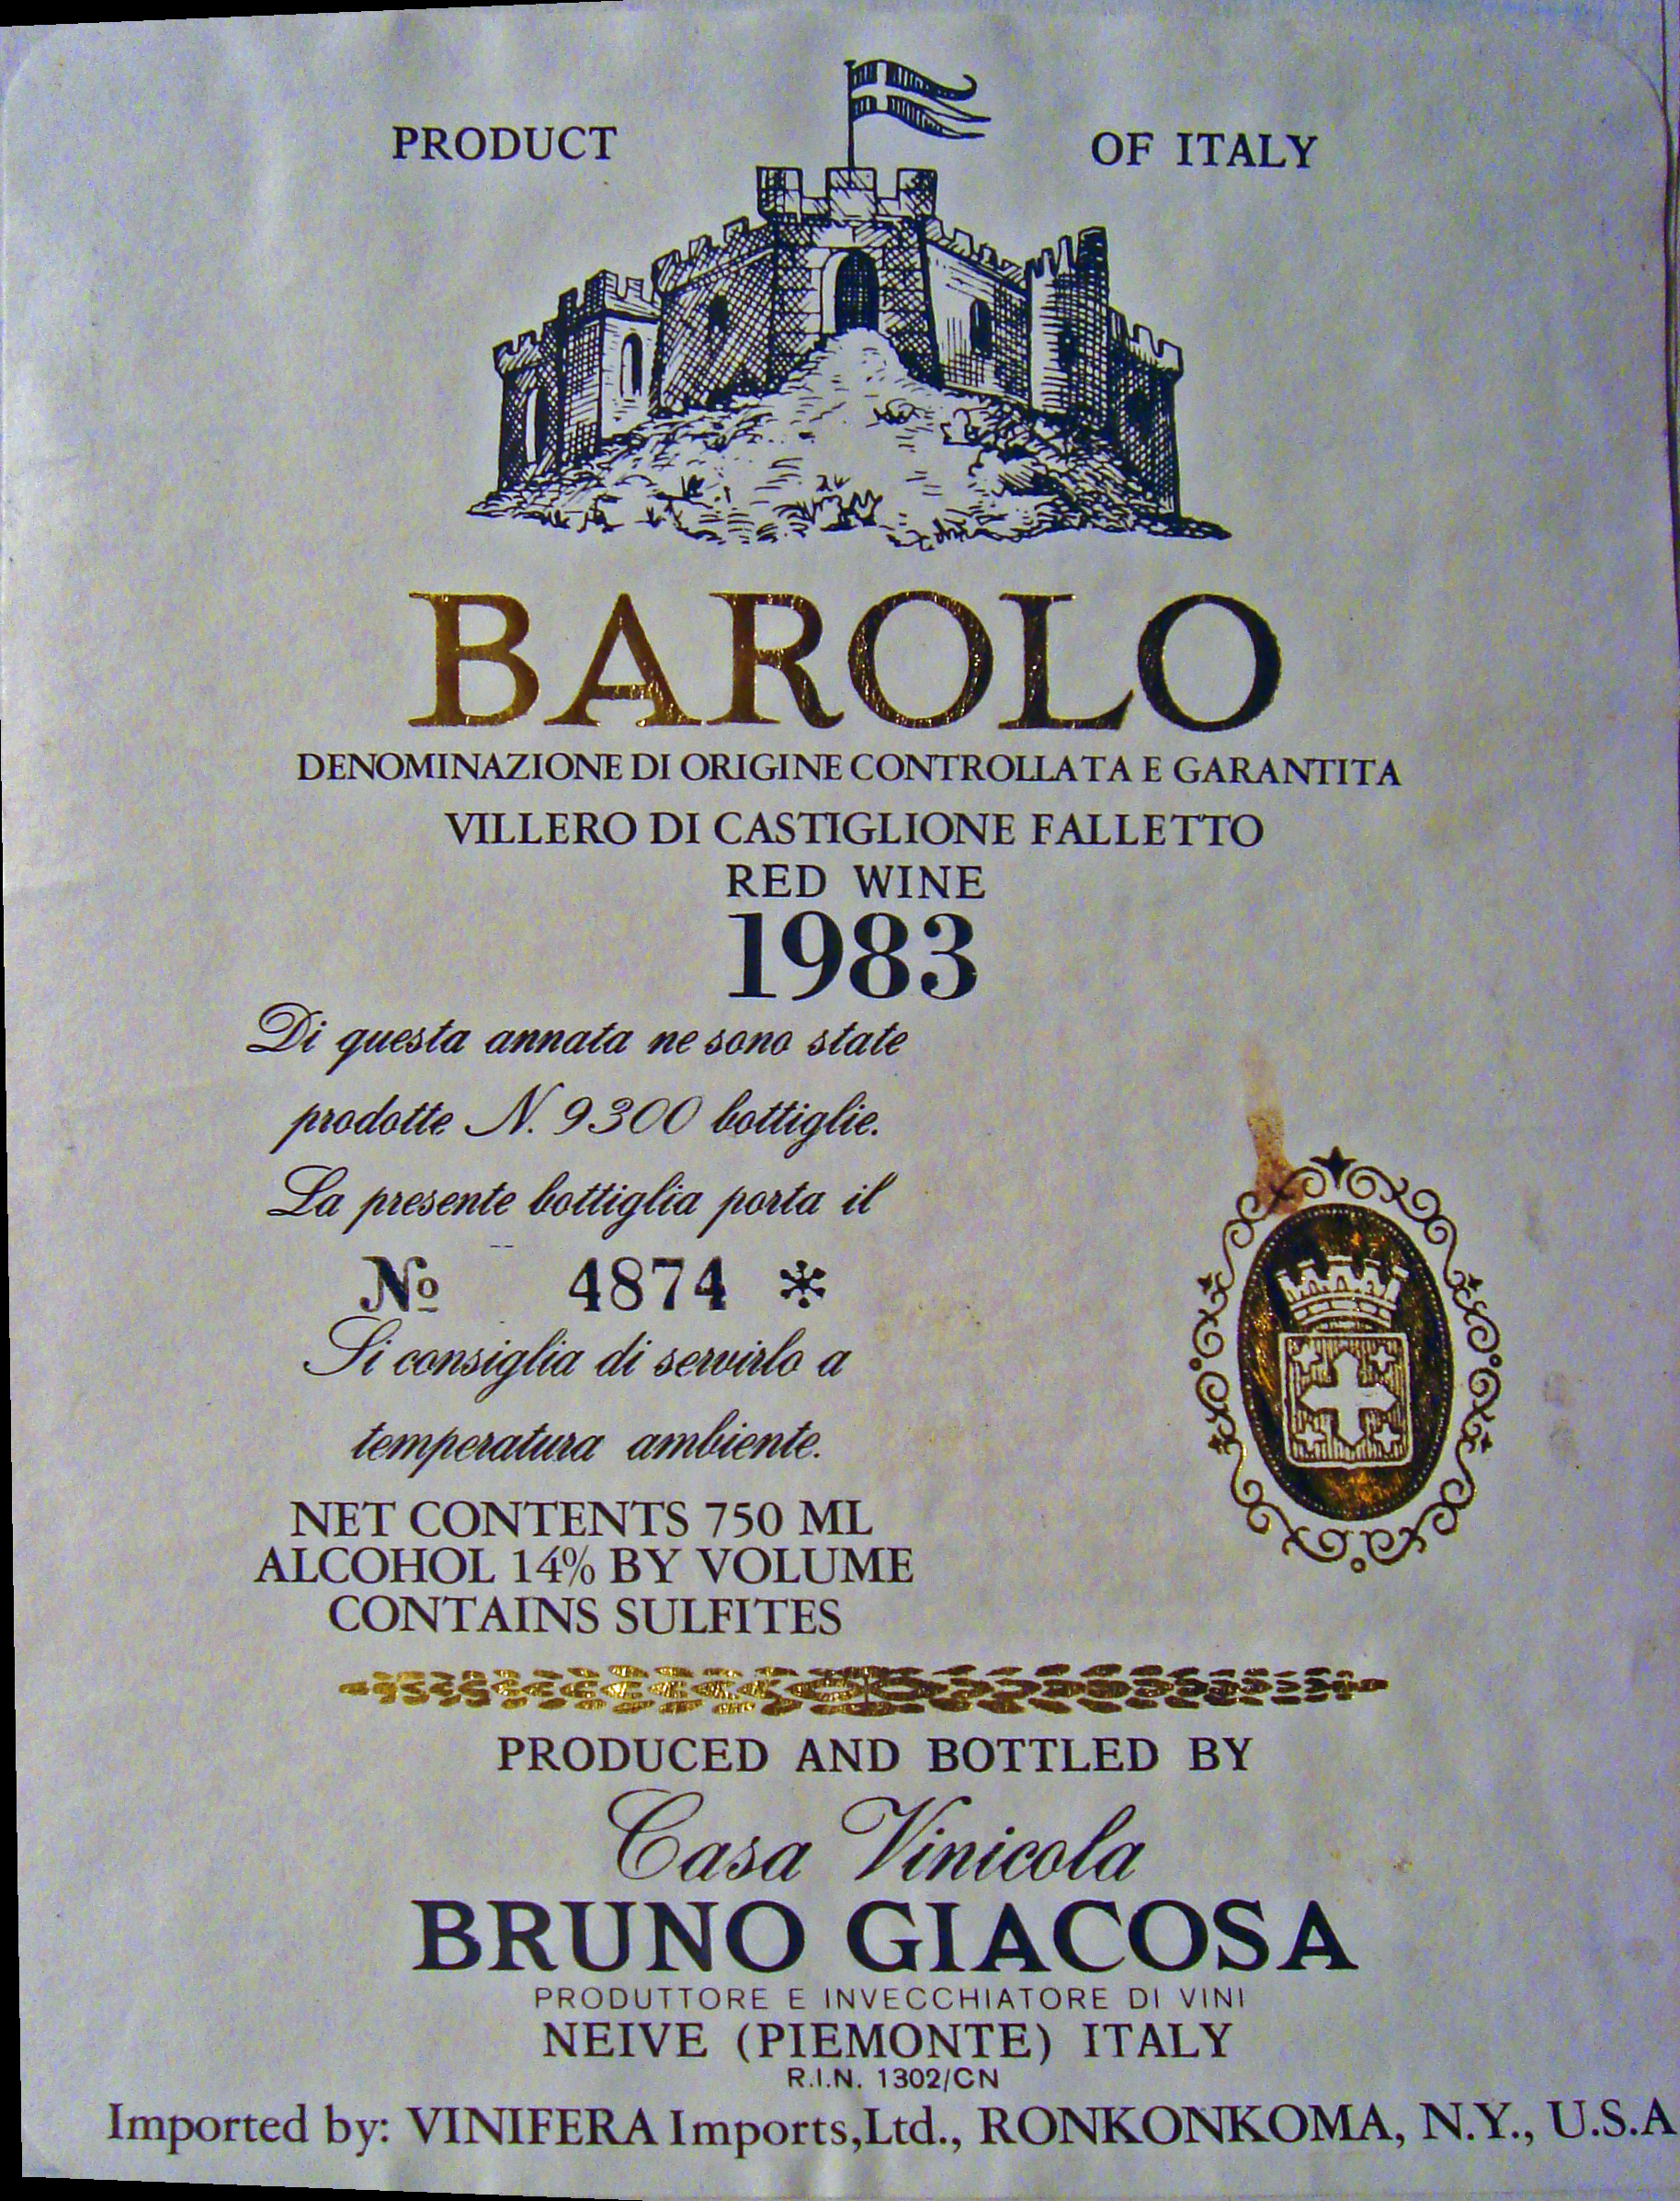 PRODUCT OF ITALY
BAROLO
DENOMINAZIONE DI ORIGINE CONTROLLATA E GARANTITA
VILLERO DI CASTIGLIONE FALLETTO
RED WINE
1983
Di questa annata ne sono state
prodotte N. 9300 bottiglie.
La presente bottiglia porta il
No 4874 *
Si consiglia di servirlo a
temperatura ambiente.
NET CONTENTS 750 ML
ALCOHOL 14% BY VOLUME
CONTAINS SULFITES
PRODUCED AND BOTTLED BY
Casa Vinicola
BRUNO GIACOSA
PRODUTTORE E INVECCHIATORE DI VINI
NEIVE (PIEMONTE) ITALY
R.I.N. 1302/CN
Imported by: VINIFERA Imports,Ltd., RONKONKOMA, N.Y., U.S.A